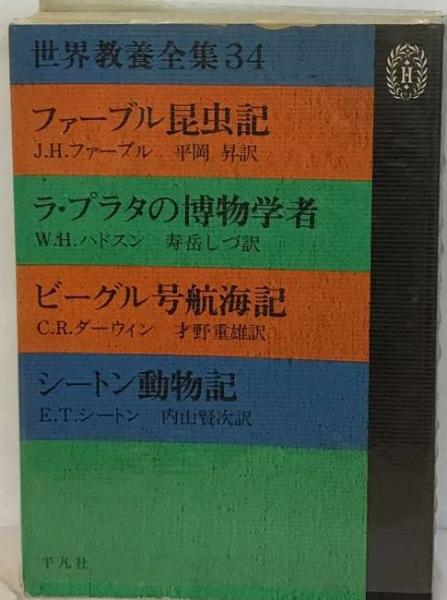 世界教養全集34
H
ファーブル昆虫記
J.H.ファーブル 平岡 昇訳
ラ・プラタの博物学者
W.H.ハドスン 寿岳しづ訳
ビーグル号航海記
C.R.ダーウィン 才野重雄訳
シートン動物記
E.T.シートン 内山賢次訳
平凡社